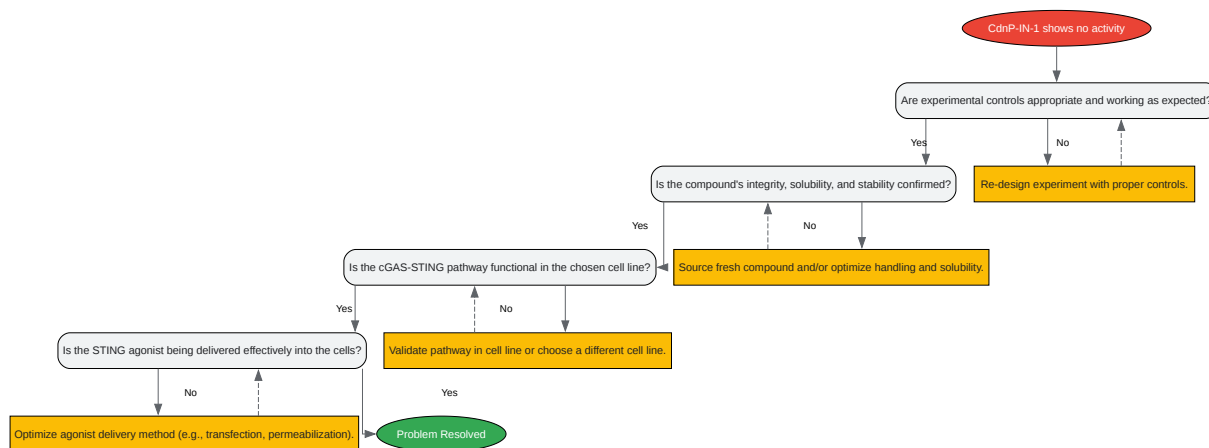 CdnP-IN-1 shows no activity
Are experimental controls appropriate and working as expected?
Yes
No
Is the compound's integrity, solubility, and stability confirmed?
Re-design experiment with proper controls.
Yes
No
Is the cGAS-STING pathway functional in the chosen cell line?
Source fresh compound and/or optimize handling and solubility.
Yes
No
Is the STING agonist being delivered effectively into the cells?
Validate pathway in cell line or choose a different cell line.
No
Yes
Optimize agonist delivery method (e.g., transfection, permeabilization).
Problem Resolved